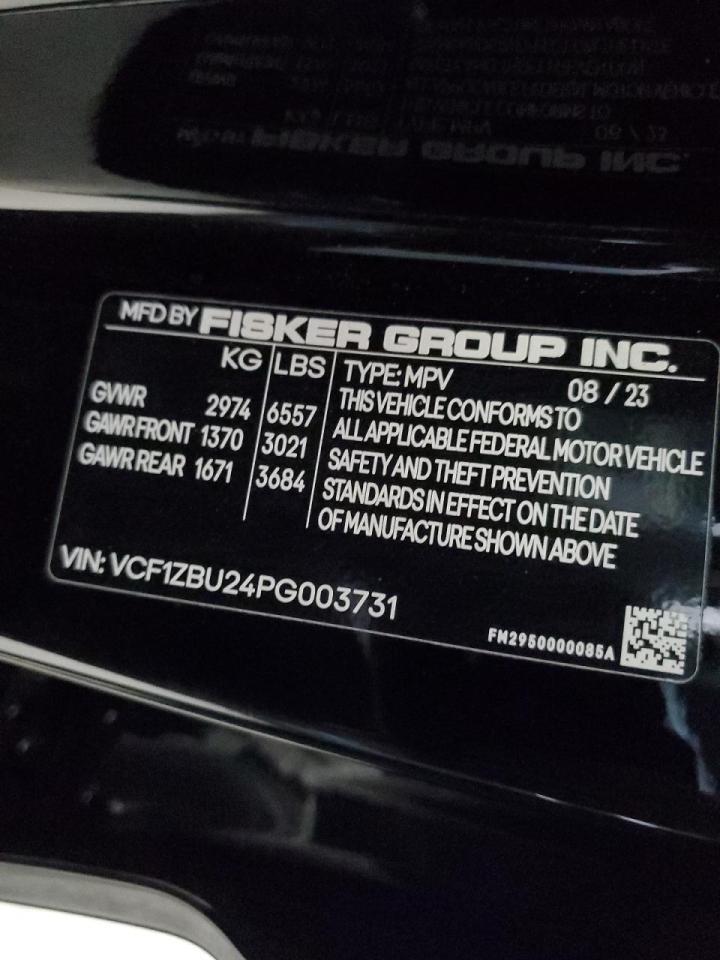 MFD BY FISKER GROUP INC.
KG LBS TYPE: MPV 08 / 23
GVWR 2974 6557 THIS VEHICLE CONFORMS TO
GAWR FRONT 1370 3021 ALL APPLICABLE FEDERAL MOTOR VEHICLE
GAWR REAR 1671 3684 SAFETY AND THEFT PREVENTION
STANDARDS IN EFFECT ON THE DATE
OF MANUFACTURE SHOWN ABOVE
VIN: VCF1ZBU24PG003731
FM2950000085A